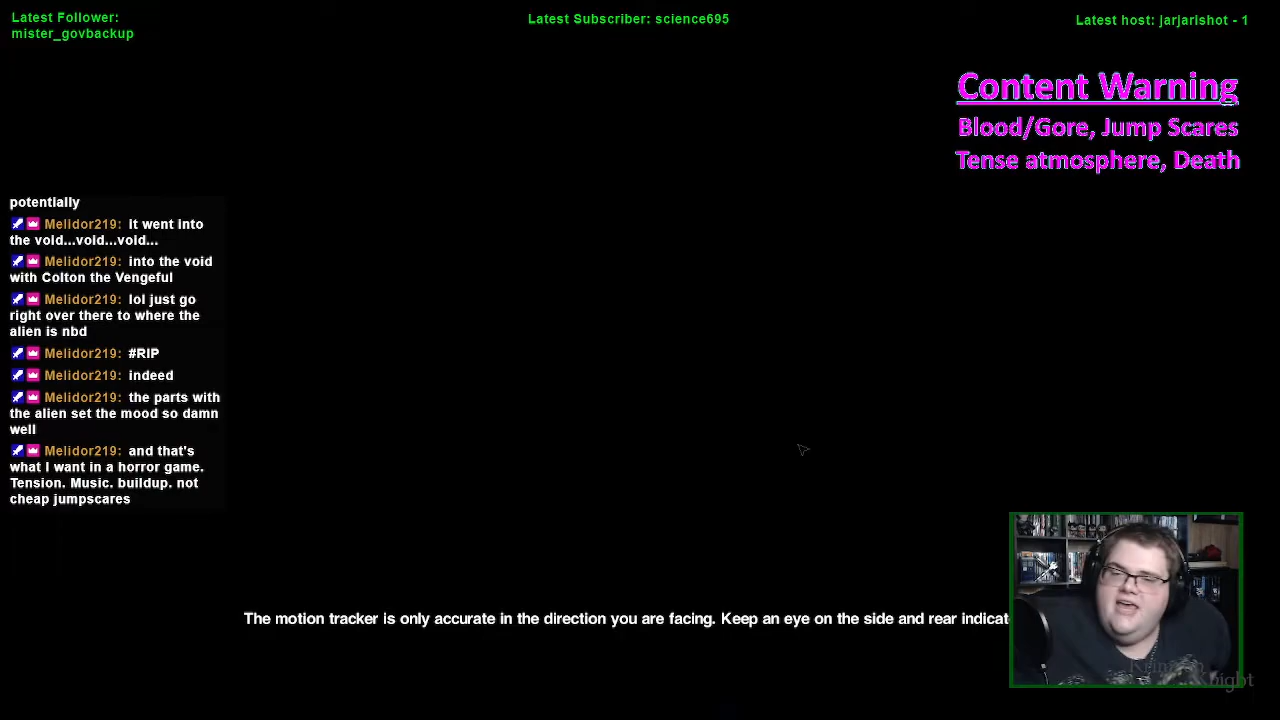 Latest Follower:
mister_govbackup
Latest Subscriber: science695
Latest host: jarjarishot - 1
Content Warning
Blood/Gore, Jump Scares
Tense atmosphere, Death
potentially
Melidor219: It went into
the void...void...void...
Melidor219: into the void
with Colton the Vengeful
Melidor219: lol just go
right over there to where the
alien is nbd
Melidor219: #RIP
Melidor219: indeed
Melidor219: the parts with
the alien set the mood so damn
well
Melidor219: and that's
what I want in a horror game.
Tension. Music. buildup. not
cheap jumpscares
The motion tracker is only accurate in the direction you are facing. Keep an eye on the side and rear indicat